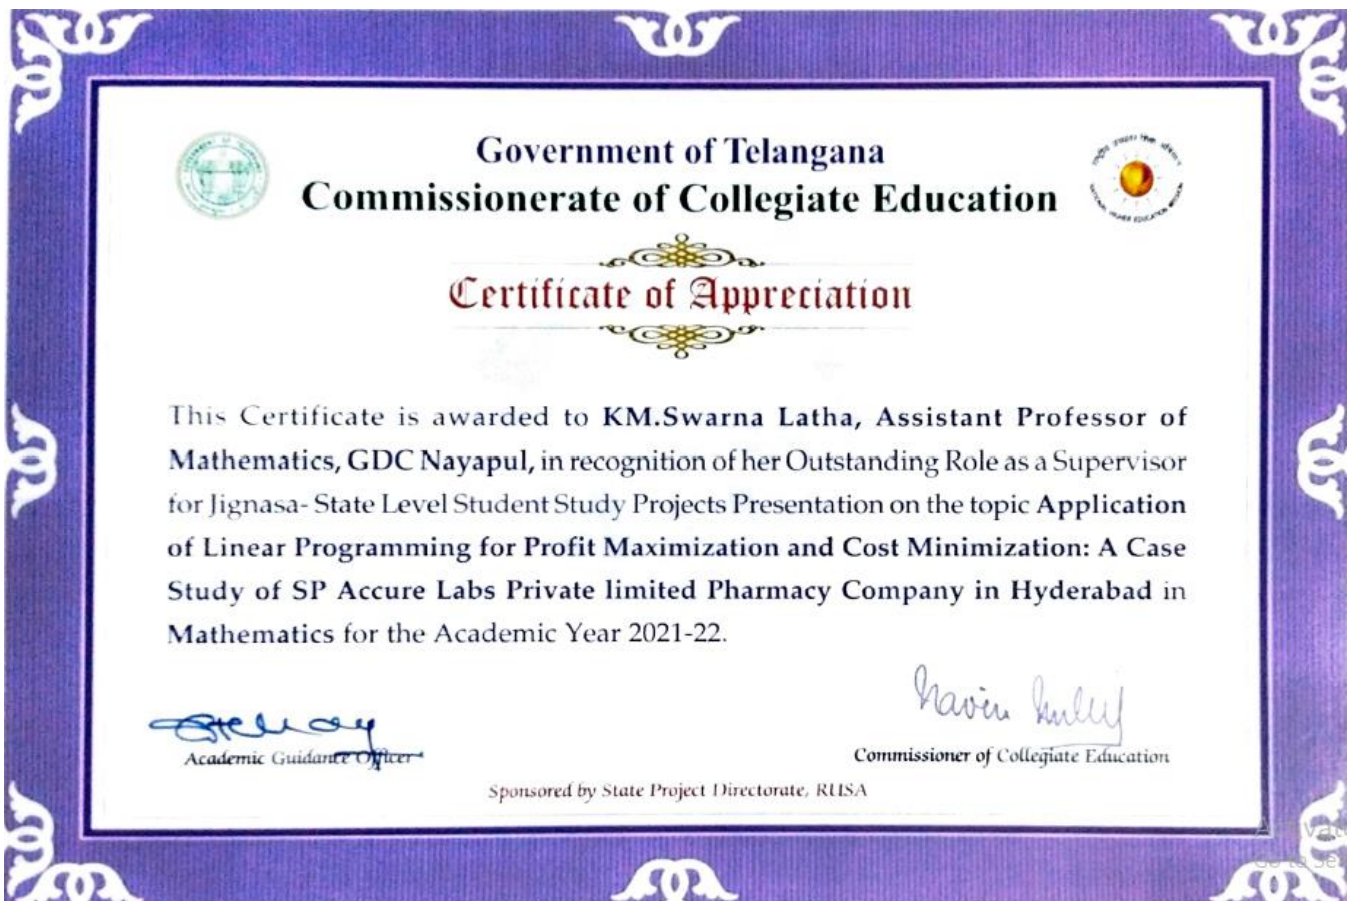 Government of Telangana
Commissionerate of Collegiate Education
Certificate of Appreciation
This Certificate is awarded to KM.Swarna Latha, Assistant Professor of
Mathematics, GDC Nayapul, in recognition of her Outstanding Role as a Supervisor
for Jignasa- State Level Student Study Projects Presentation on the topic Application
of Linear Programming for Profit Maximization and Cost Minimization: A Case
Study of SP Accure Labs Private limited Pharmacy Company in Hyderabad in
Mathematics for the Academic Year 2021-22.
Academic Guidance Officer
Commissioner of Collegiate Education
Sponsored by State Project Directorate, RUSA